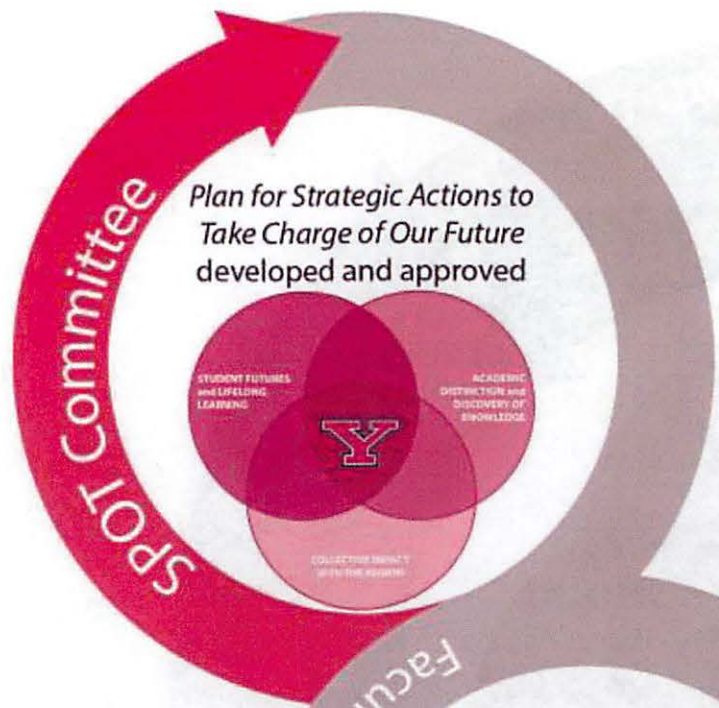 SPOT Committee
Plan for Strategic Actions to
Take Charge of Our Future
developed and approved
STUDENT FUTURES
and LIFELONG
LEARNING
ACADEMIC
DISTINCTION and
DISCOVERY OF
KNOWLEDGE
Y
COLLECTIVE IMPACT
WITH THE REGION
Facul